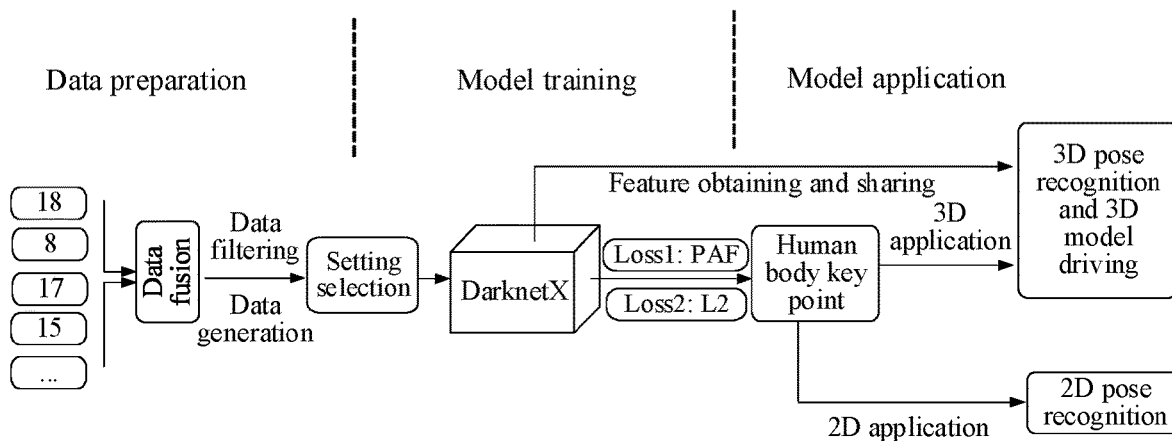 Data preparation
Model training
Model application
18
8
17
15
...
Data
fusion
Data
filtering
Data
generation
Setting
selection
DarknetX
Feature obtaining and sharing
Loss1: PAF
Loss2: L2
Human
body key
point
3D
application
3D pose
recognition
and 3D
model
driving
2D application
2D pose
recognition